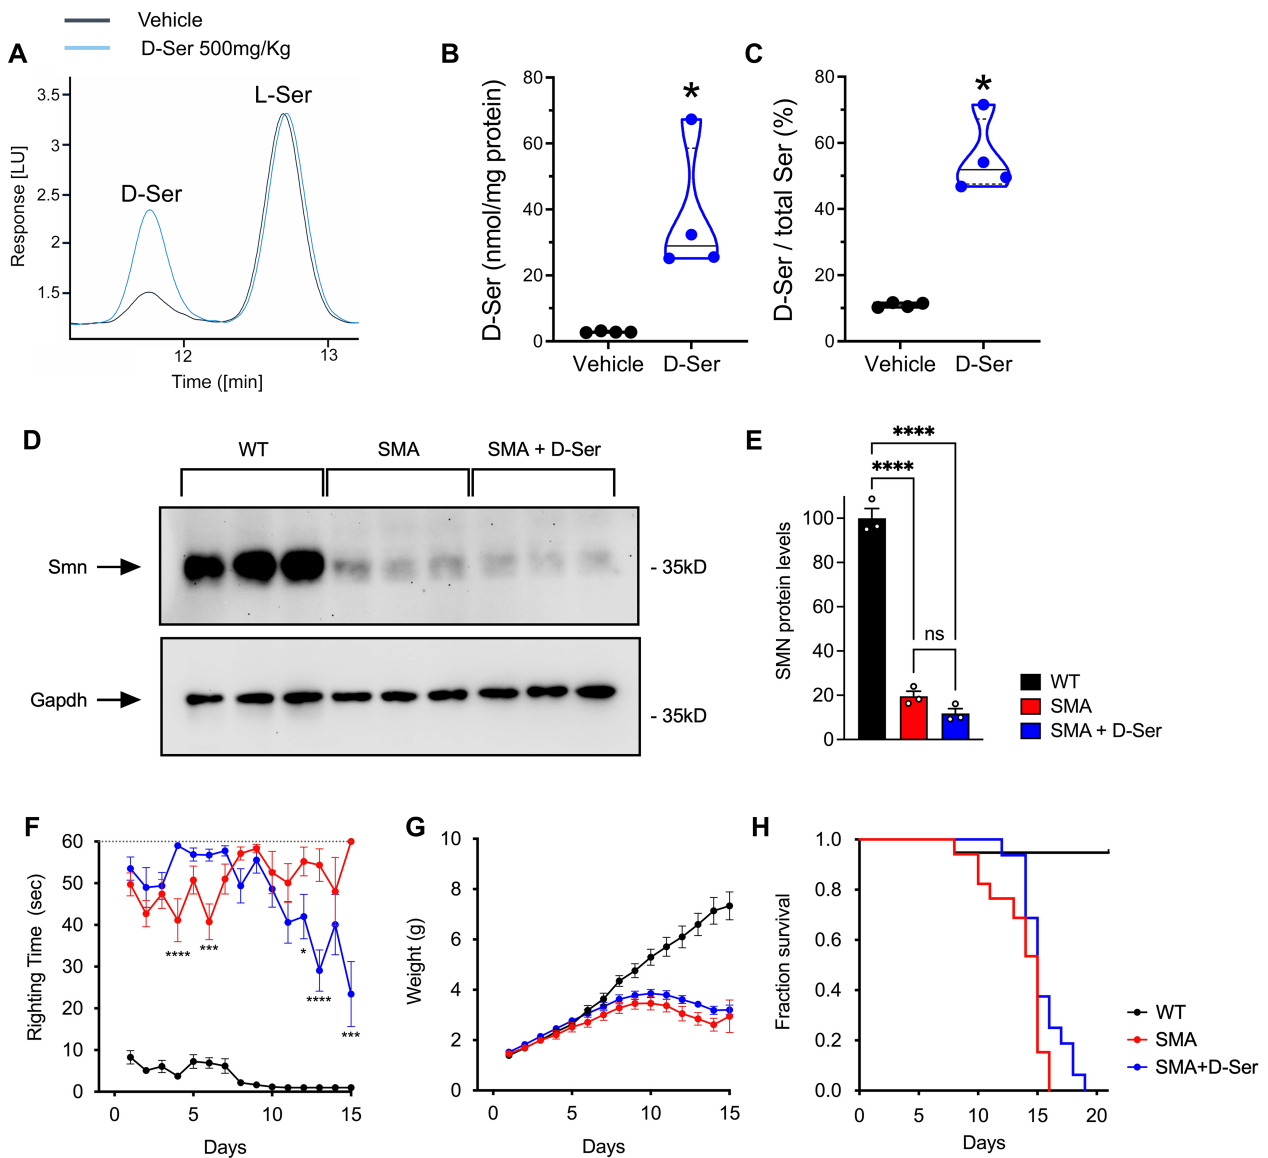 Vehicle
D-Ser 500mg/Kg
A
B
C
3.5
3
2.5
2
1.5
Response [LU]
D-Ser
L-Ser
12
13
Time ([min]
80
60
40
20
0
D-Ser (nmol/mg protein)
*
Vehicle
D-Ser
80
60
40
20
0
D-Ser / total Ser (%)
*
Vehicle
D-Ser
D
WT
SMA
SMA + D-Ser
Smn
- 35kD
Gapdh
- 35kD
E
****
****
ns
100
80
60
40
20
0
SMN protein levels
WT
SMA
SMA + D-Ser
F
60
50
40
30
20
10
0
Righting Time (sec)
****
***
*
****
***
0
5
10
15
Days
G
10
8
6
4
2
0
Weight (g)
0
5
10
15
Days
H
1.0
0.8
0.6
0.4
0.2
0.0
Fraction survival
0
5
10
15
20
Days
WT
SMA
SMA+D-Ser